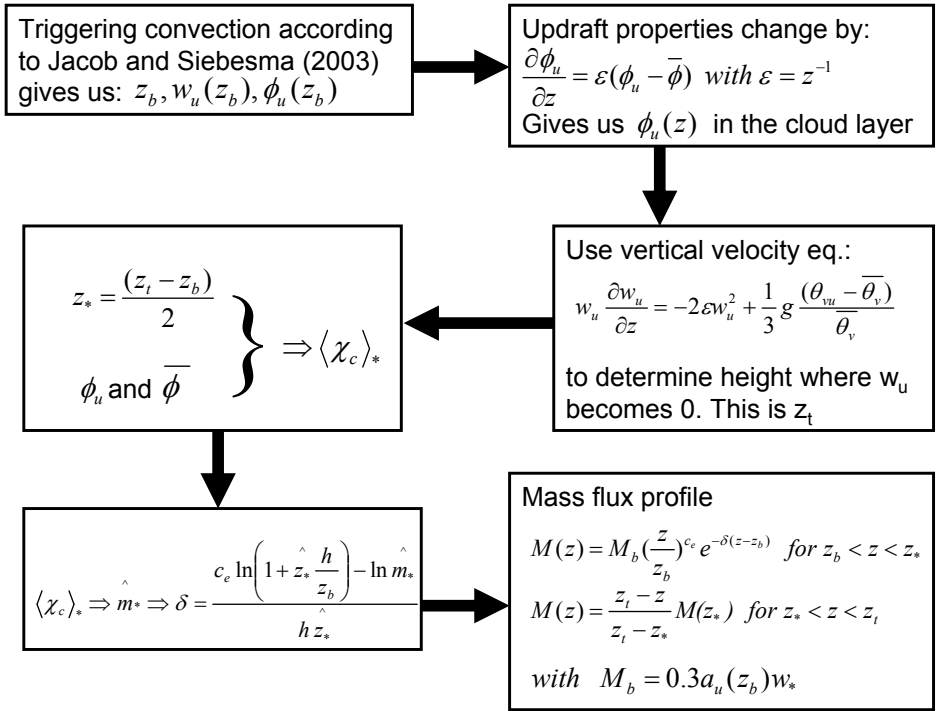 Triggering convection according
to Jacob and Siebesma (2003)
gives us: z_b, w_u(z_b), ϕ_u(z_b)
Updraft properties change by:
∂ϕ_u/∂z = ε(ϕ_u − ϕ̅) with ε = z⁻¹
Gives us ϕ_u(z) in the cloud layer
Use vertical velocity eq.:
w_u ∂w_u/∂z = −2εw_u² + 1/3 g (θ_vu − θ̅_v)/θ̅_v
to determine height where w_u
becomes 0. This is z_t
z_* = (z_t − z_b)/2
ϕ_u and ϕ̅ } ⇒ ⟨χ_c⟩_*
⟨χ_c⟩_* ⇒ m̂_* ⇒ δ = (c_e ln(1 + ẑ_* h/z_b) − ln m̂_*)/(h ẑ_*)
Mass flux profile
M(z) = M_b(z/z_b)^{c_e} e^{−δ(z−z_b)} for z_b < z < z_*
M(z) = (z_t − z)/(z_t − z_*) M(z_*) for z_* < z < z_t
with M_b = 0.3a_u(z_b)w_*